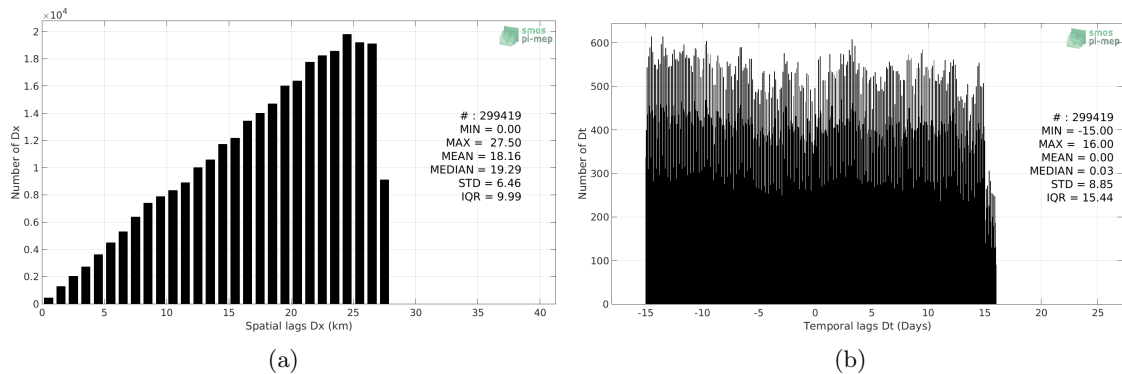 ×10⁴
2
1.8
1.6
1.4
1.2
1
0.8
0.6
0.4
0.2
0
Number of Dx
0 5 10 15 20 25 30 35 40
Spatial lags Dx (km)
smos
pi-mep
# : 299419
MIN = 0.00
MAX = 27.50
MEAN = 18.16
MEDIAN = 19.29
STD = 6.46
IQR = 9.99
(a)
600
500
400
300
200
100
0
Number of Dt
-15 -10 -5 0 5 10 15 20 25
Temporal lags Dt (Days)
smos
pi-mep
# : 299419
MIN = -15.00
MAX = 16.00
MEAN = 0.00
MEDIAN = 0.03
STD = 8.85
IQR = 15.44
(b)